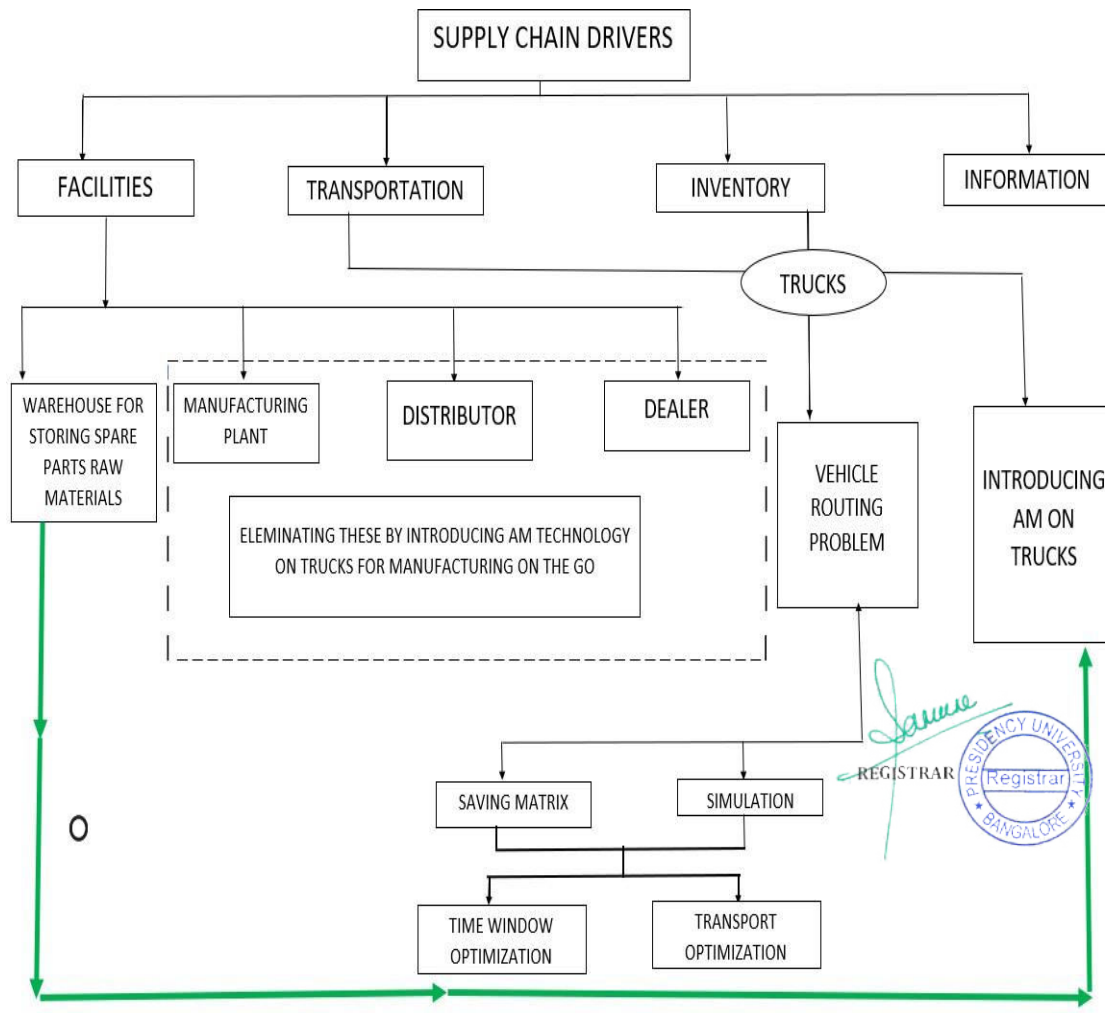 SUPPLY CHAIN DRIVERS
FACILITIES
TRANSPORTATION
INVENTORY
INFORMATION
TRUCKS
WAREHOUSE FOR
STORING SPARE
PARTS RAW
MATERIALS
MANUFACTURING
PLANT
DISTRIBUTOR
DEALER
ELEMINATING THESE BY INTRODUCING AM TECHNOLOGY
ON TRUCKS FOR MANUFACTURING ON THE GO
VEHICLE
ROUTING
PROBLEM
INTRODUCING
AM ON
TRUCKS
SAVING MATRIX
SIMULATION
TIME WINDOW
OPTIMIZATION
TRANSPORT
OPTIMIZATION
REGISTRAR
PRESIDENCY UNIVERSITY
Registrar
★ BANGALORE ★